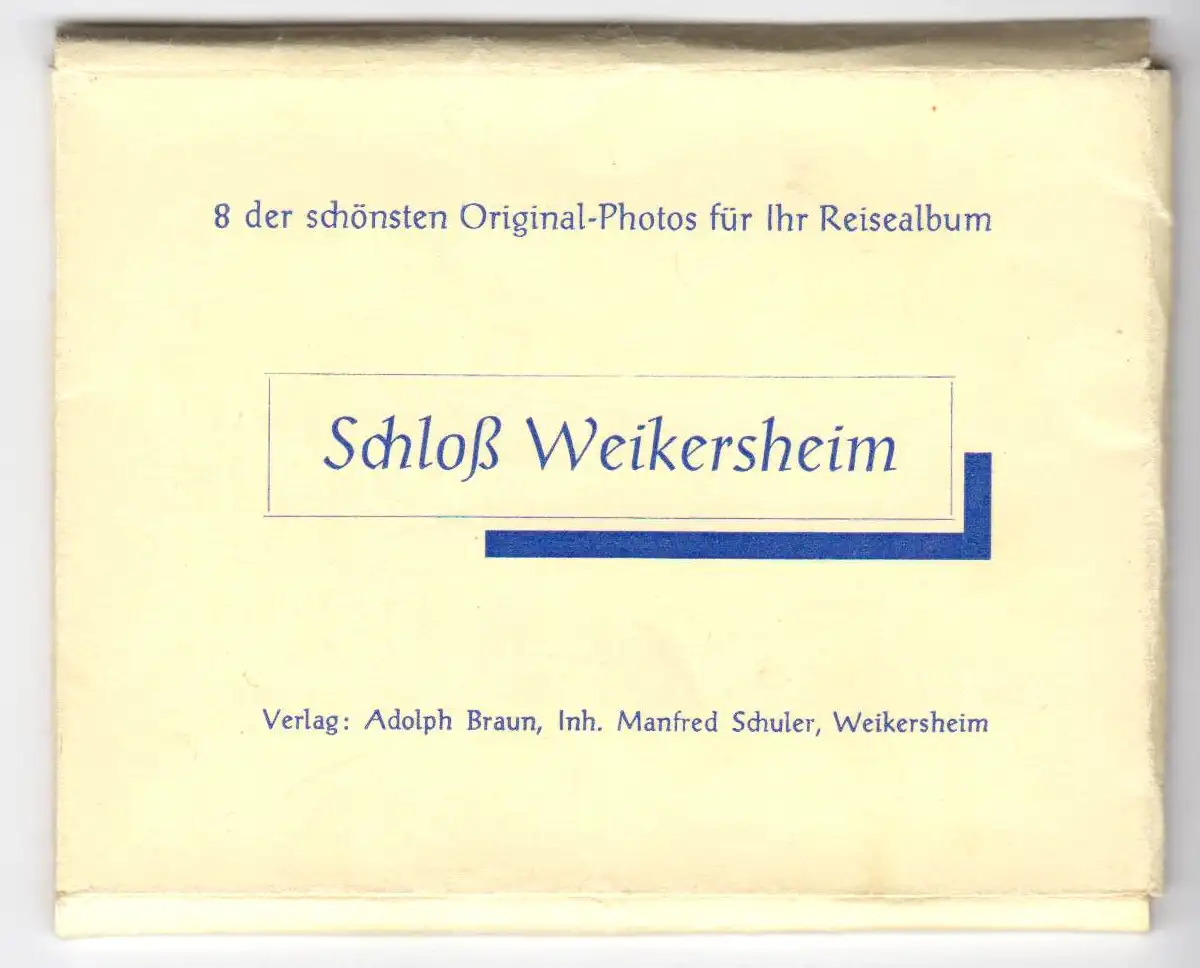 8 der schönsten Original-Photos für Ihr Reisealbum
Schloß Weikersheim
Verlag: Adolph Braun, Inh. Manfred Schuler, Weikersheim